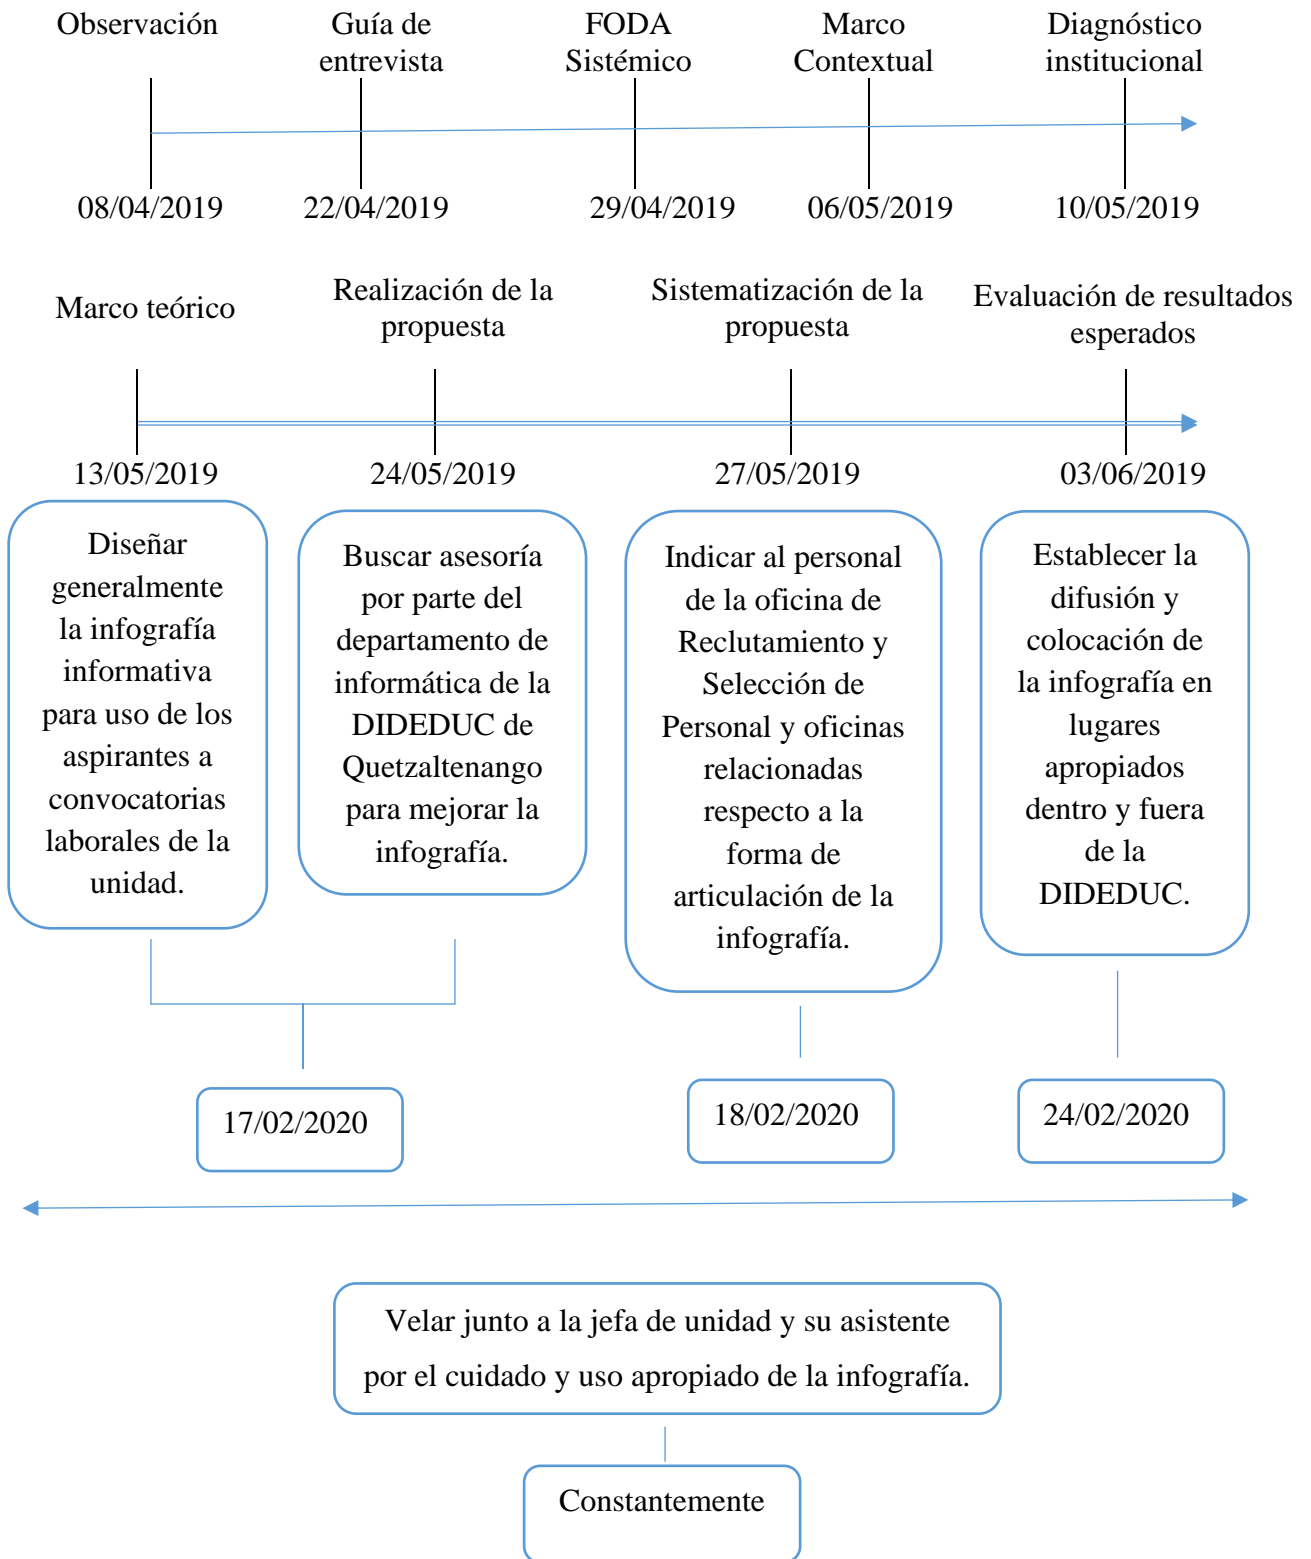 Observación
Guía de
entrevista
FODA
Sistémico
Marco
Contextual
Diagnóstico
institucional
08/04/2019
22/04/2019
29/04/2019
06/05/2019
10/05/2019
Marco teórico
Realización de la
propuesta
Sistematización de la
propuesta
Evaluación de resultados
esperados
13/05/2019
24/05/2019
27/05/2019
03/06/2019
Diseñar
generalmente
la infografía
informativa
para uso de los
aspirantes a
convocatorias
laborales de la
unidad.
Buscar asesoría
por parte del
departamento de
informática de la
DIDEDUC de
Quetzaltenango
para mejorar la
infografía.
Indicar al personal
de la oficina de
Reclutamiento y
Selección de
Personal y oficinas
relacionadas
respecto a la
forma de
articulación de la
infografía.
Establecer la
difusión y
colocación de
la infografía en
lugares
apropiados
dentro y fuera
de la
DIDEDUC.
17/02/2020
18/02/2020
24/02/2020
Velar junto a la jefa de unidad y su asistente
por el cuidado y uso apropiado de la infografía.
Constantemente